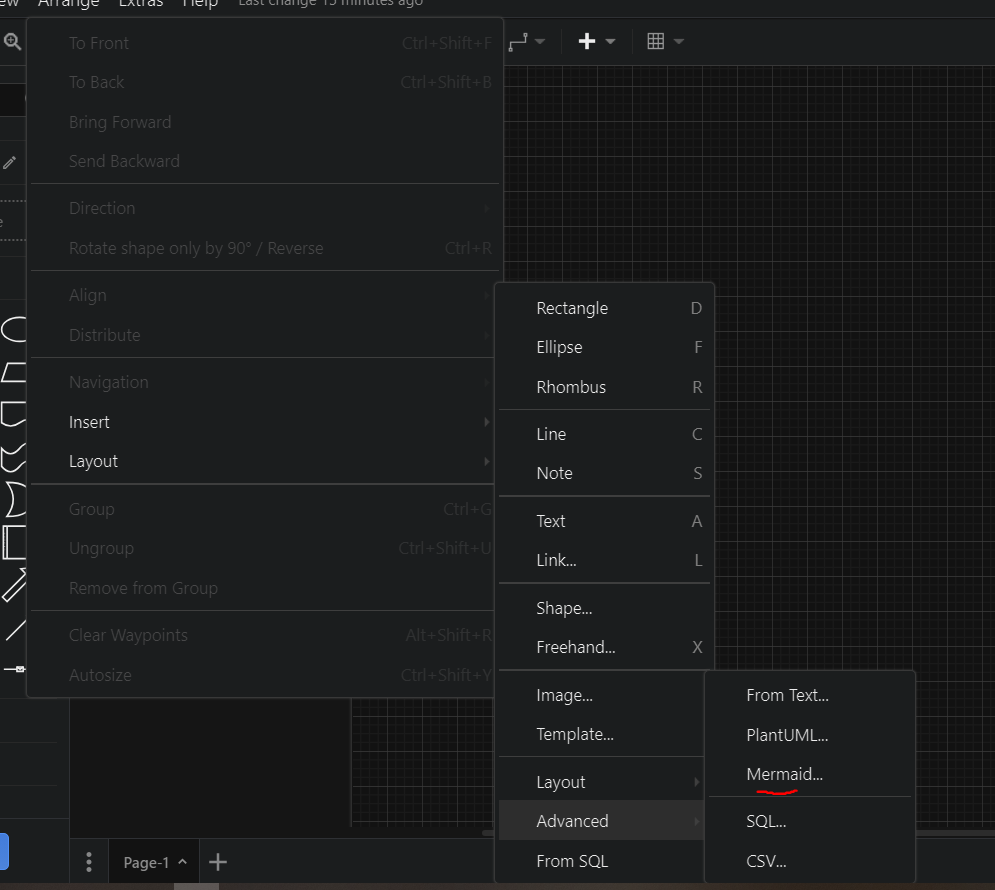 Arrange Extras Help Last change 15 minutes ago
To Front Ctrl+Shift+F
To Back Ctrl+Shift+B
Bring Forward
Send Backward
Direction
Rotate shape only by 90° / Reverse Ctrl+R
Align
Distribute
Navigation
Insert
Layout
Group Ctrl+G
Ungroup Ctrl+Shift+U
Remove from Group
Clear Waypoints Alt+Shift+R
Autosize Ctrl+Shift+Y
Rectangle D
Ellipse F
Rhombus R
Line C
Note S
Text A
Link... L
Shape...
Freehand... X
Image...
Template...
Layout
Advanced
From SQL
From Text...
PlantUML...
Mermaid...
SQL...
CSV...
Page-1